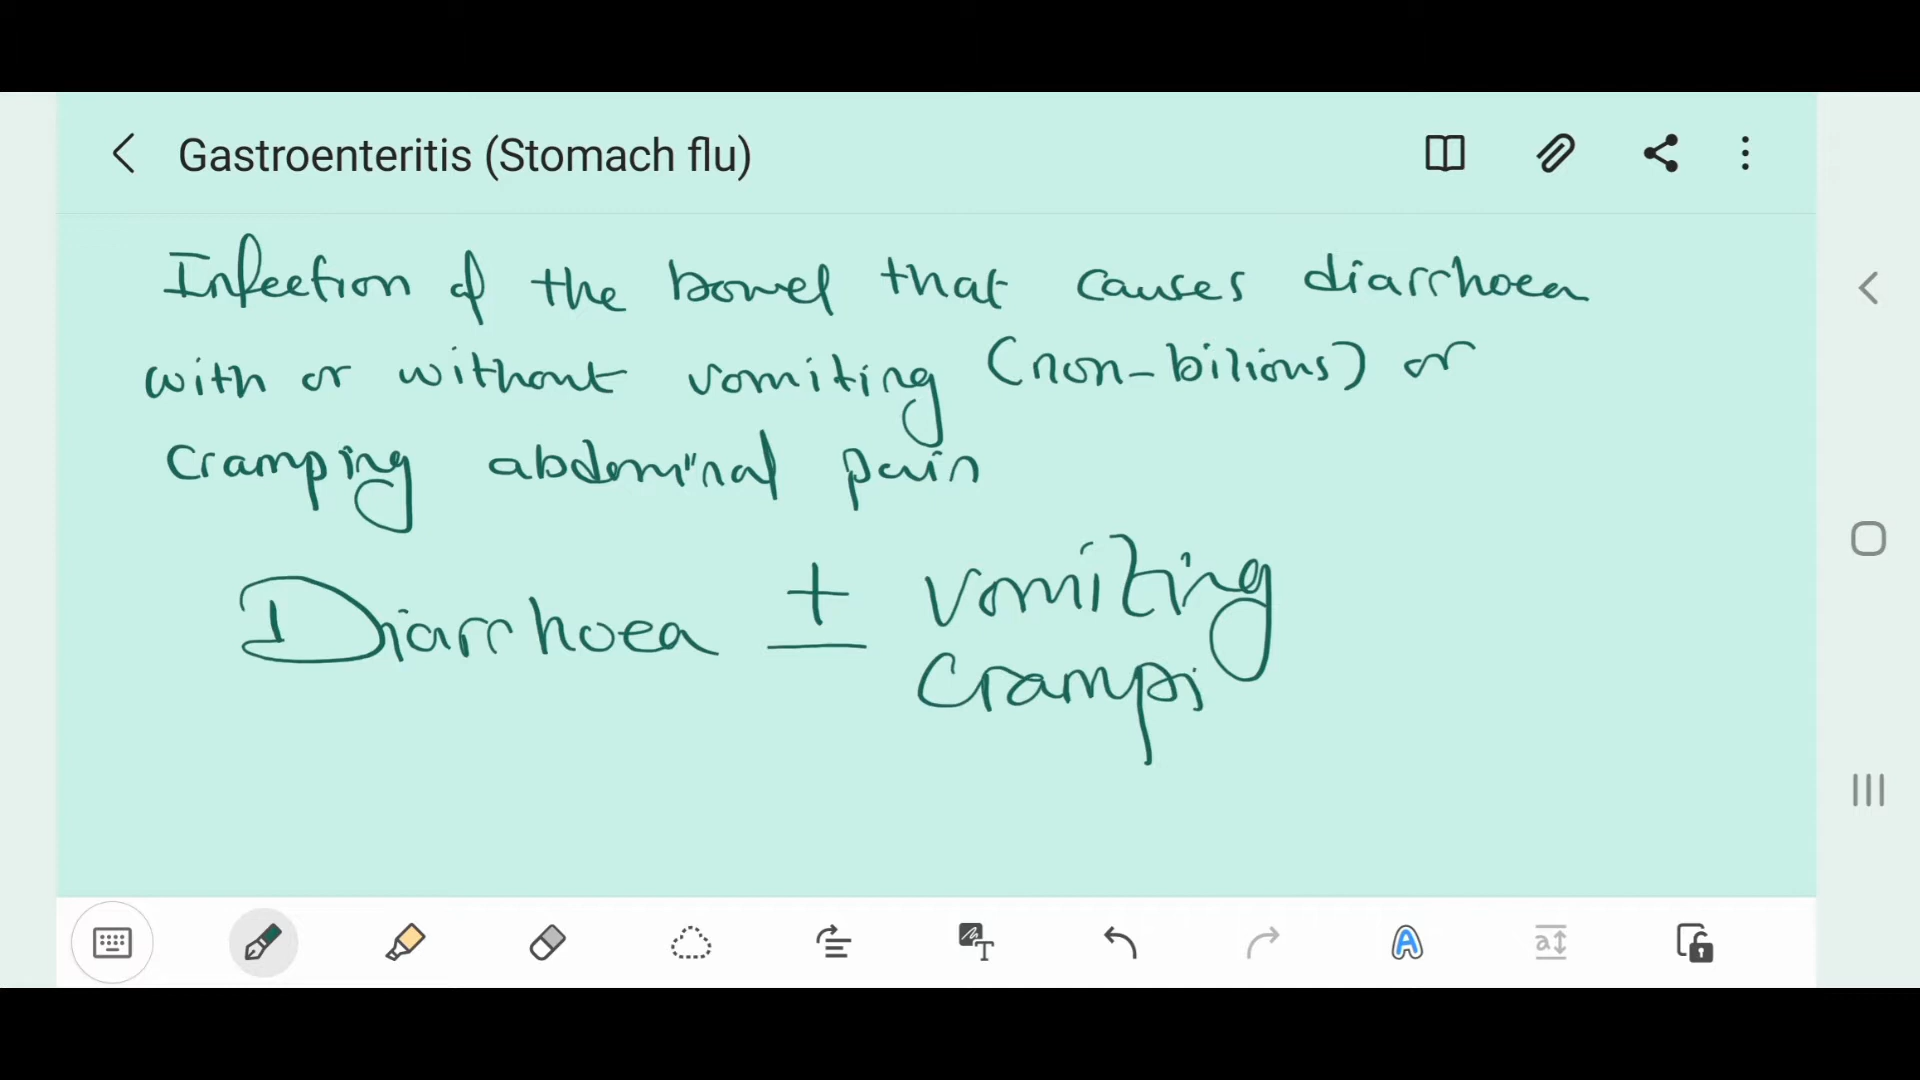 Gastroenteritis (Stomach flu)
Infection of the bowel that causes diarrhoea
with or without vomiting (non-bilious) or
cramping abdominal pain
Diarrhoea ± vomiting
Crampi